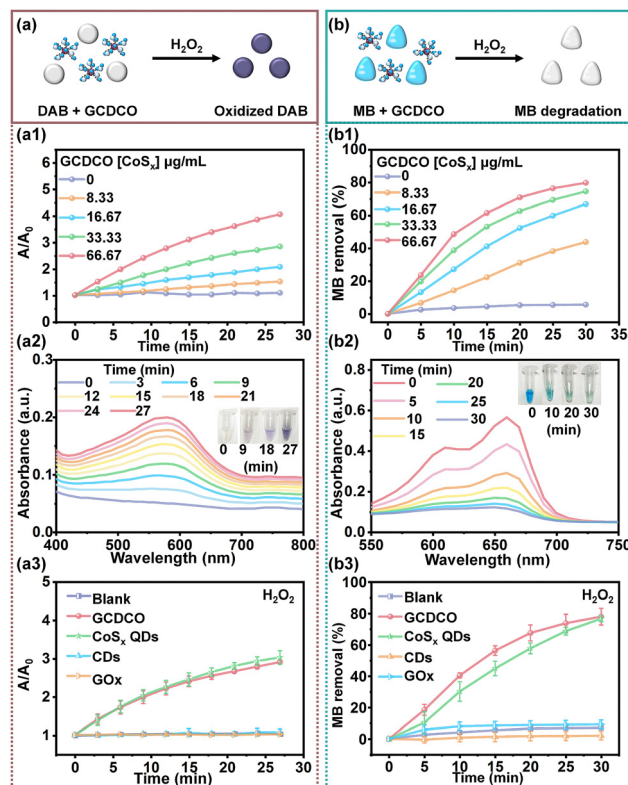 (a)
H₂O₂
DAB + GCDCO
Oxidized DAB
(b)
H₂O₂
MB + GCDCO
MB degradation
(a1)
GCDCO [CoSₓ] µg/mL
0
8.33
16.67
33.33
66.67
A/A₀
6
5
4
3
2
1
0
0 5 10 15 20 25 30
Time (min)
(b1)
GCDCO [CoSₓ] µg/mL
0
8.33
16.67
33.33
66.67
MB removal (%)
100
80
60
40
20
0
0 5 10 15 20 25 30 35
Time (min)
(a2)
Time (min)
0 3 6 9
12 15 18 21
24 27
0 9 18 27
(min)
Absorbance (a.u.)
0.3
0.2
0.1
0.0
400 500 600 700 800
Wavelength (nm)
(b2)
Time (min)
0 20
5 25
10 30
15
0 10 20 30
(min)
Absorbance (a.u.)
0.8
0.6
0.4
0.2
0.0
550 600 650 700 750
Wavelength (nm)
(a3)
Blank
GCDCO
CoSₓ QDs
CDs
GOx
H₂O₂
A/A₀
5
4
3
2
1
0 5 10 15 20 25 30
Time (min)
(b3)
Blank
GCDCO
CoSₓ QDs
CDs
GOx
H₂O₂
MB removal (%)
100
80
60
40
20
0
0 5 10 15 20 25 30
Time (min)